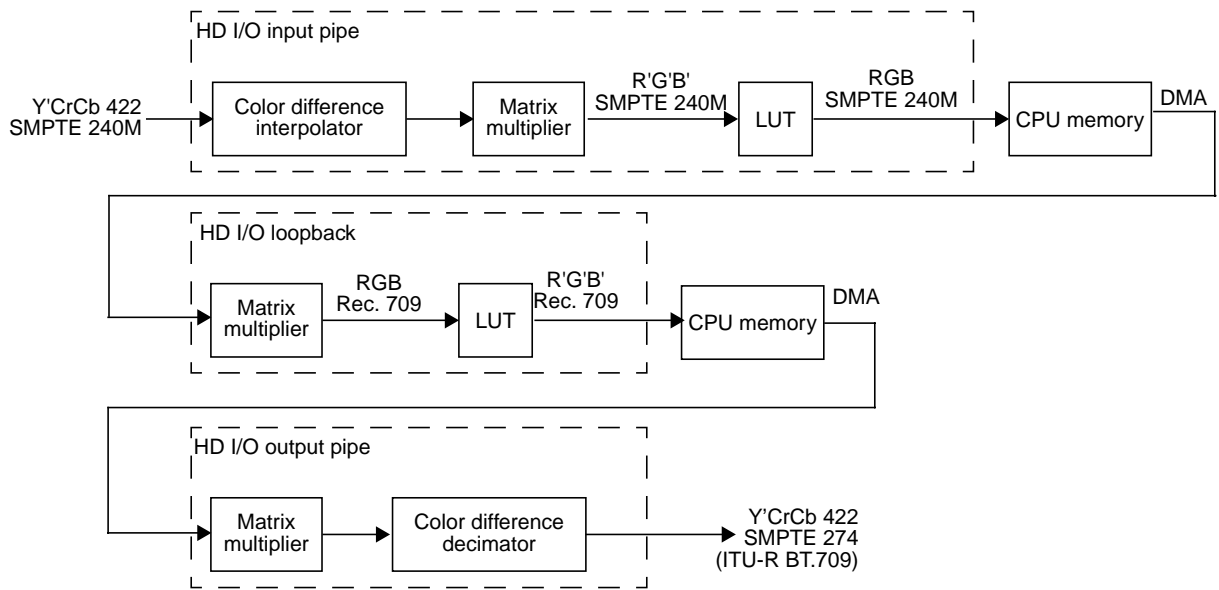 HD I/O input pipe
Y'CrCb 422
SMPTE 240M
Color difference
interpolator
Matrix
multiplier
R'G'B'
SMPTE 240M
LUT
RGB
SMPTE 240M
CPU memory
DMA
HD I/O loopback
Matrix
multiplier
RGB
Rec. 709
LUT
R'G'B'
Rec. 709
CPU memory
DMA
HD I/O output pipe
Matrix
multiplier
Color difference
decimator
Y’CrCb 422
SMPTE 274
(ITU-R BT.709)